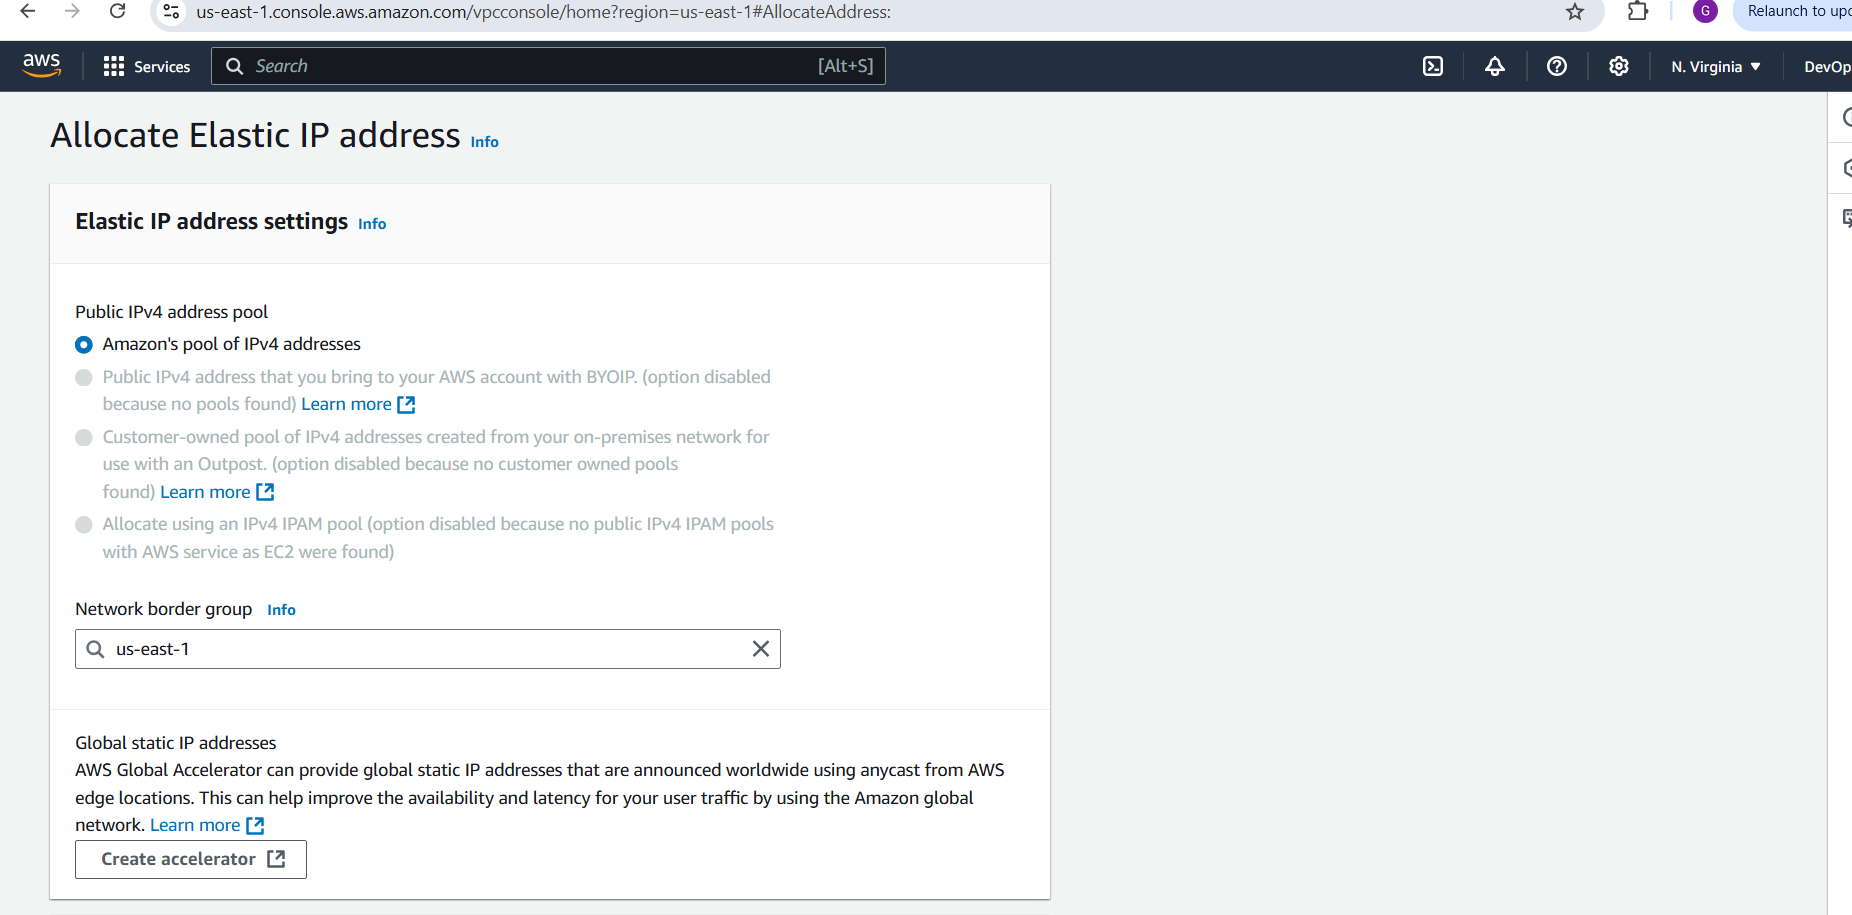 us-east-1.console.aws.amazon.com/vpcconsole/home?region=us-east-1#AllocateAddress:
G
Relaunch to
aws
Services
Search
[Alt+S]
N. Virginia
Allocate Elastic IP address Info
Elastic IP address settings Info
Public IPv4 address pool
Amazon's pool of IPv4 addresses
Public IPv4 address that you bring to your AWS account with BYOIP. (option disabled
because no pools found) Learn more
Customer-owned pool of IPv4 addresses created from your on-premises network for
use with an Outpost. (option disabled because no customer owned pools
found) Learn more
Allocate using an IPv4 IPAM pool (option disabled because no public IPv4 IPAM pools
with AWS service as EC2 were found)
Network border group Info
us-east-1
Global static IP addresses
AWS Global Accelerator can provide global static IP addresses that are announced worldwide using anycast from AWS
edge locations. This can help improve the availability and latency for your user traffic by using the Amazon global
network. Learn more
Create accelerator